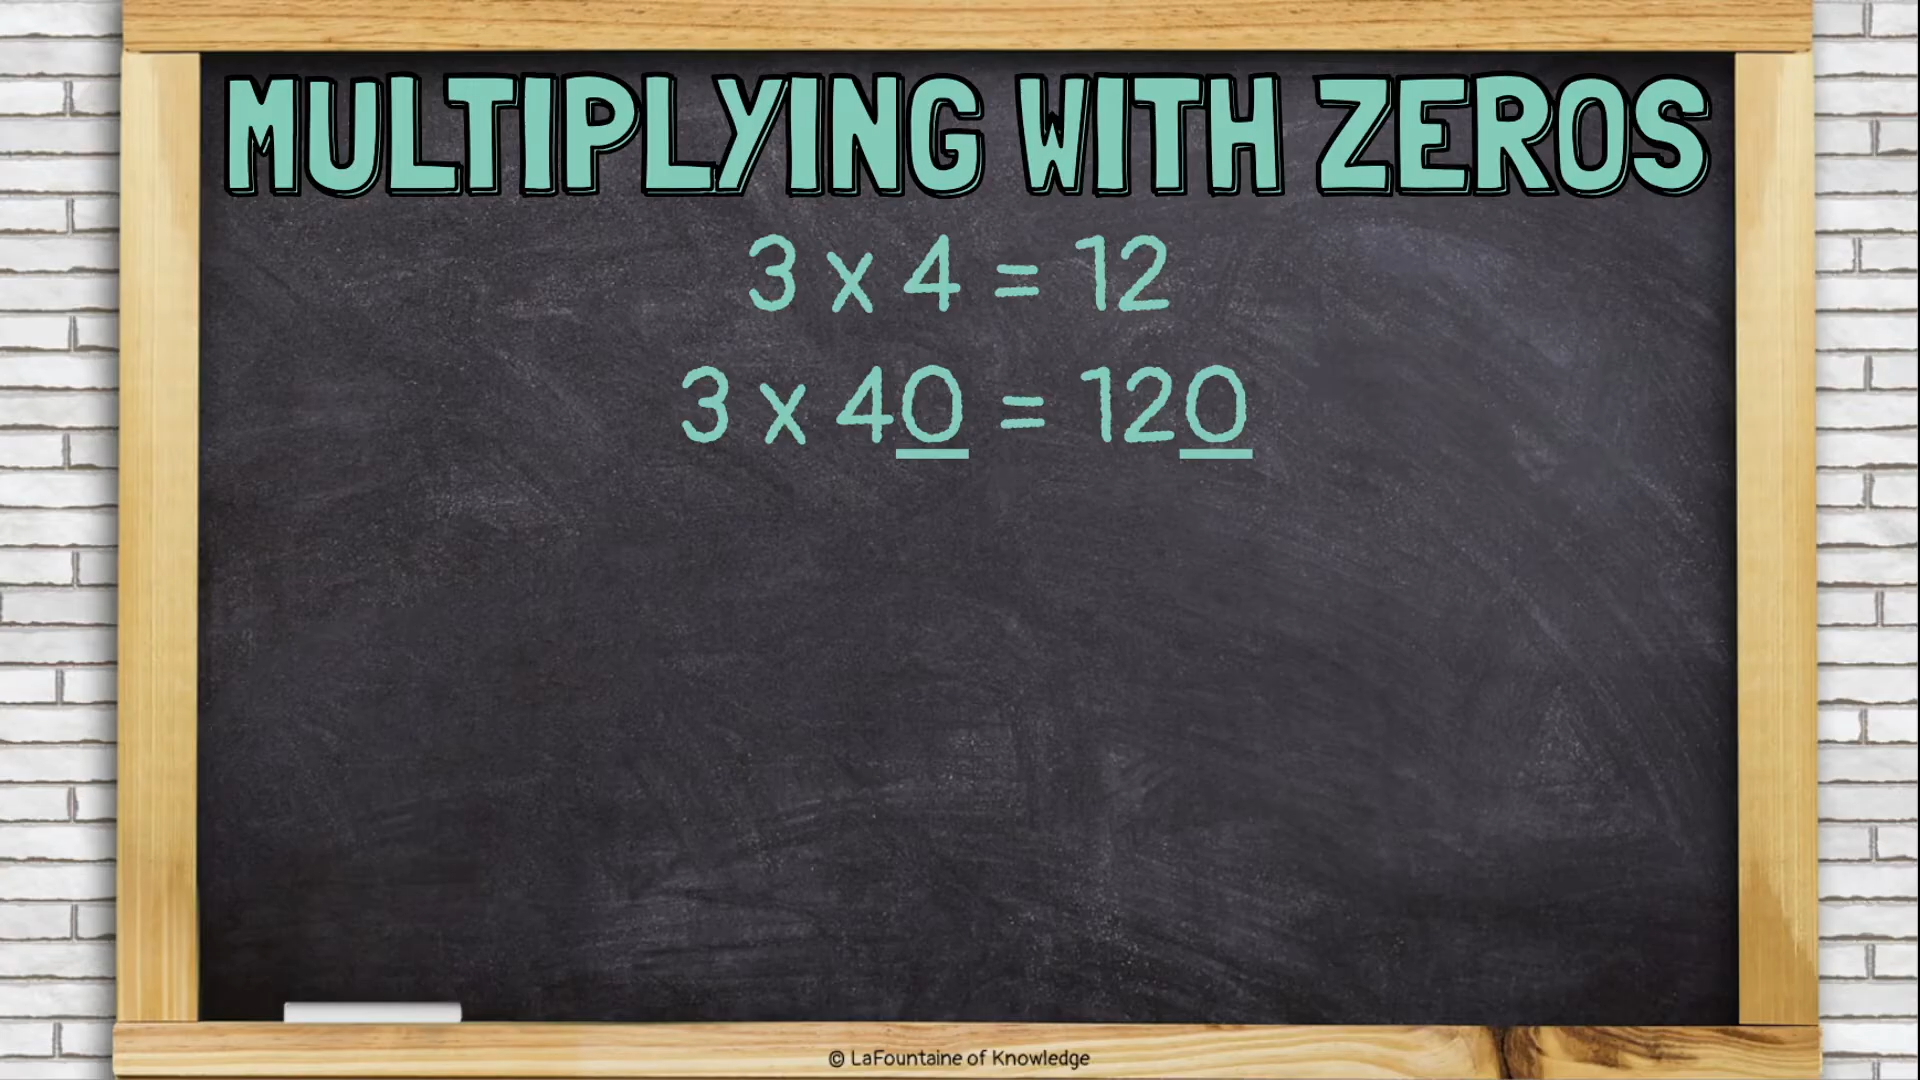 MULTIPLYING WITH ZEROS
3 x 4 = 12
3 x 40 = 120
© LaFountaine of Knowledge